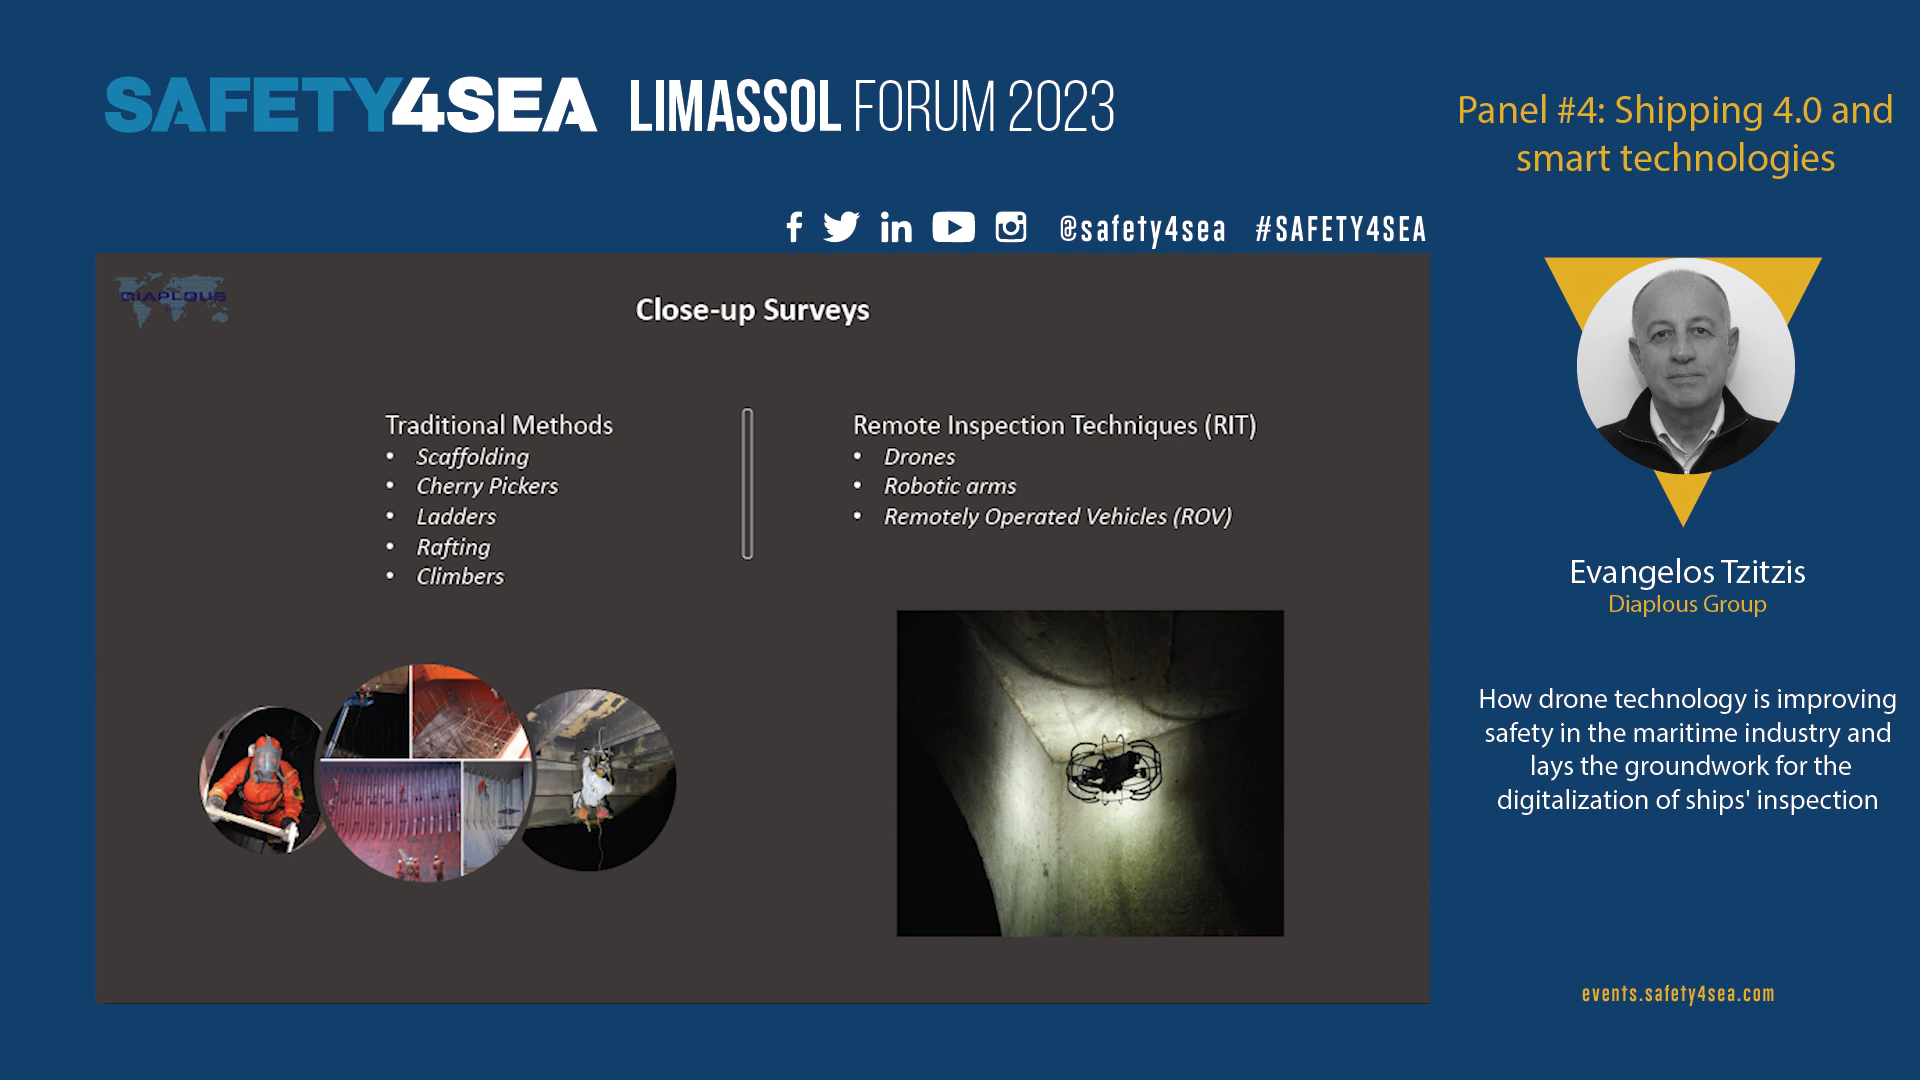 SAFETY4SEA LIMASSOL FORUM 2023
Panel #4: Shipping 4.0 and
smart technologies
@safety4sea #SAFETY4SEA
DIAPLOUS
Close-up Surveys
Traditional Methods
• Scaffolding
• Cherry Pickers
• Ladders
• Rafting
• Climbers
Remote Inspection Techniques (RIT)
• Drones
• Robotic arms
• Remotely Operated Vehicles (ROV)
Evangelos Tzitzis
Diaplous Group
How drone technology is improving
safety in the maritime industry and
lays the groundwork for the
digitalization of ships' inspection
events.safety4sea.com